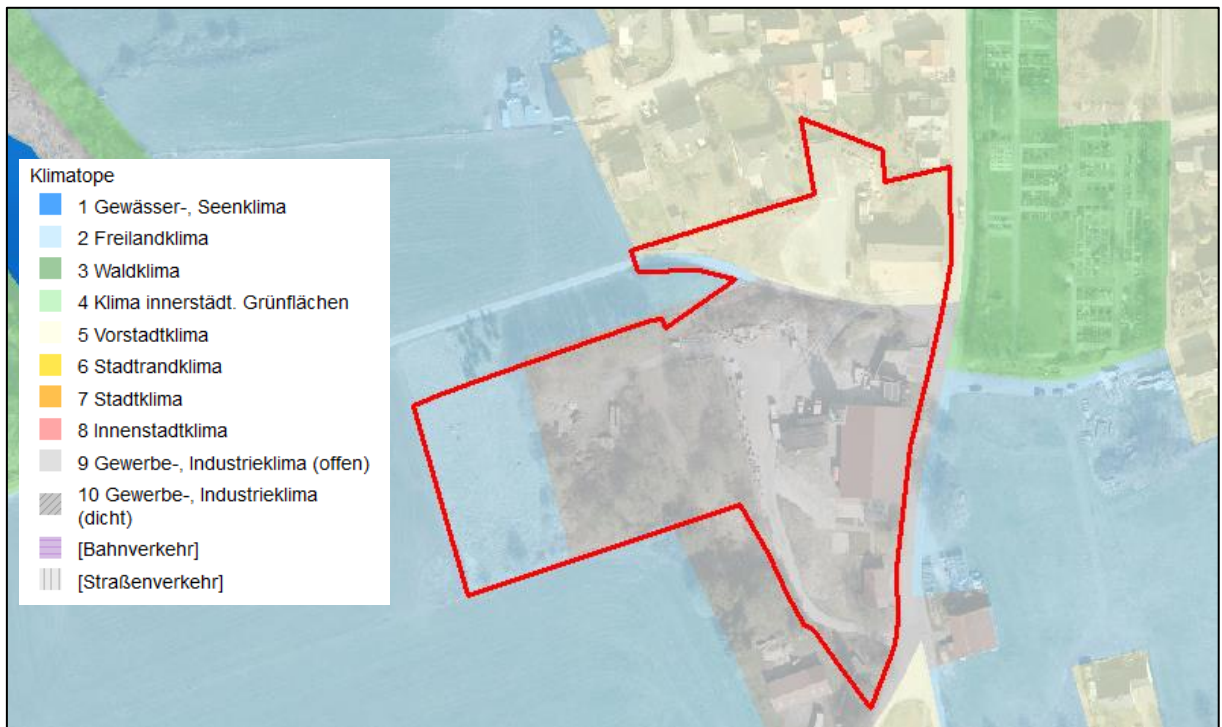 Klimatope
1 Gewässer-, Seenklima
2 Freilandklima
3 Waldklima
4 Klima innerstädt. Grünflächen
5 Vorstadtklima
6 Stadtrandklima
7 Stadtklima
8 Innenstadtklima
9 Gewerbe-, Industrieklima (offen)
10 Gewerbe-, Industrieklima
(dicht)
[Bahnverkehr]
[Straßenverkehr]